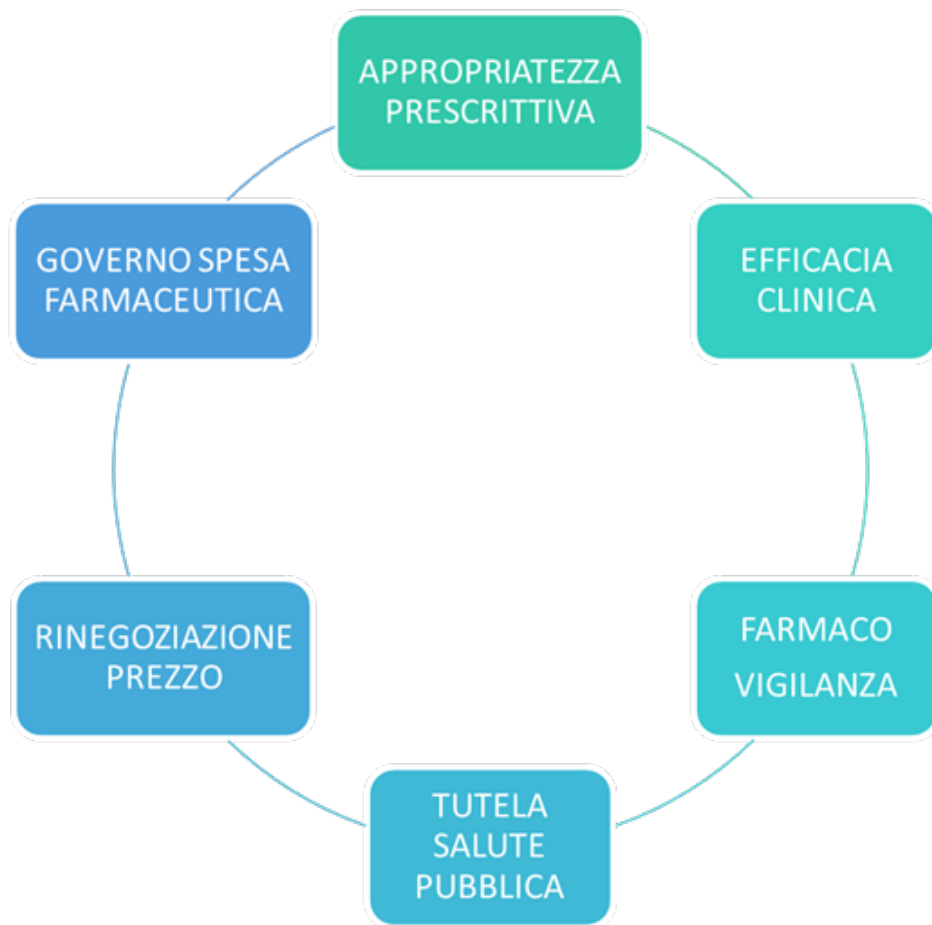 APPROPRIATEZZA
PRESCRITTIVA
EFFICACIA
CLINICA
FARMACO
VIGILANZA
TUTELA
SALUTE
PUBBLICA
RINEGOZIAZIONE
PREZZO
GOVERNO SPESA
FARMACEUTICA